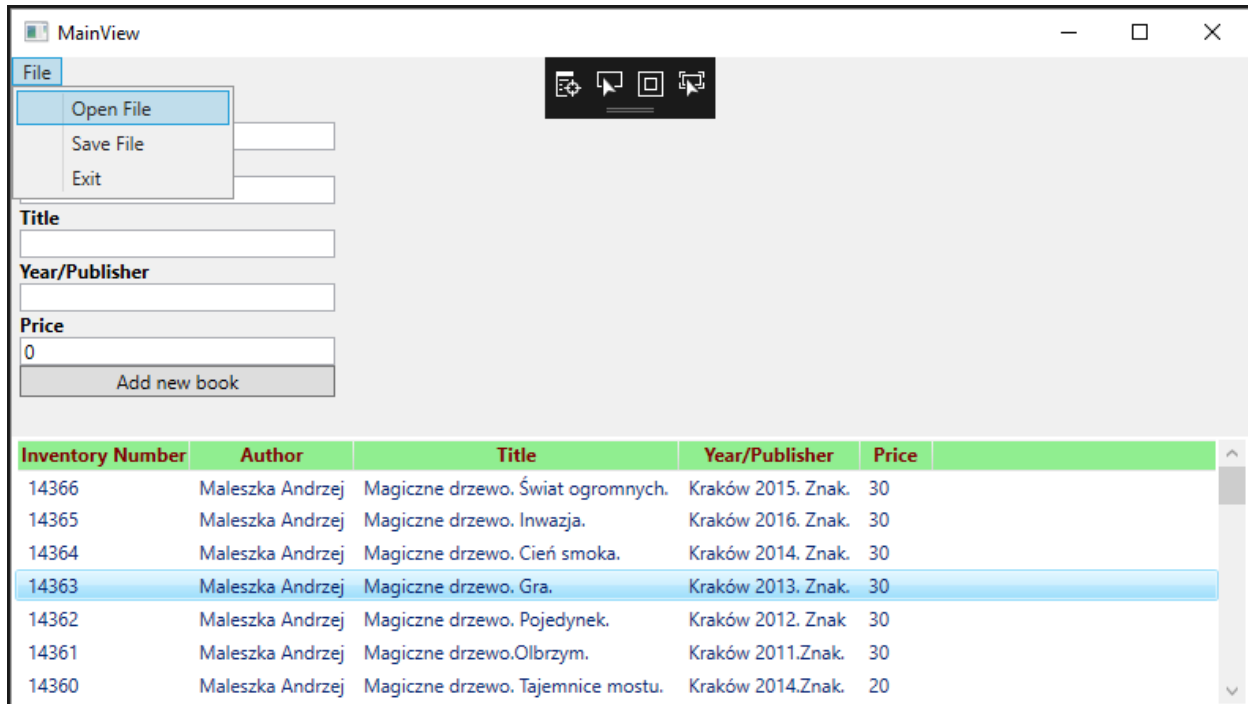 MainView
File
Open File
Save File
Exit
Title
Year/Publisher
Price
0
Add new book
Inventory Number Author Title Year/Publisher Price
14366 Maleszka Andrzej Magiczne drzewo. Świat ogromnych. Kraków 2015. Znak. 30
14365 Maleszka Andrzej Magiczne drzewo. Inwazja. Kraków 2016. Znak. 30
14364 Maleszka Andrzej Magiczne drzewo. Cień smoka. Kraków 2014. Znak. 30
14363 Maleszka Andrzej Magiczne drzewo. Gra. Kraków 2013. Znak. 30
14362 Maleszka Andrzej Magiczne drzewo. Pojedynek. Kraków 2012. Znak 30
14361 Maleszka Andrzej Magiczne drzewo.Olbrzym. Kraków 2011.Znak. 30
14360 Maleszka Andrzej Magiczne drzewo. Tajemnice mostu. Kraków 2014.Znak. 20